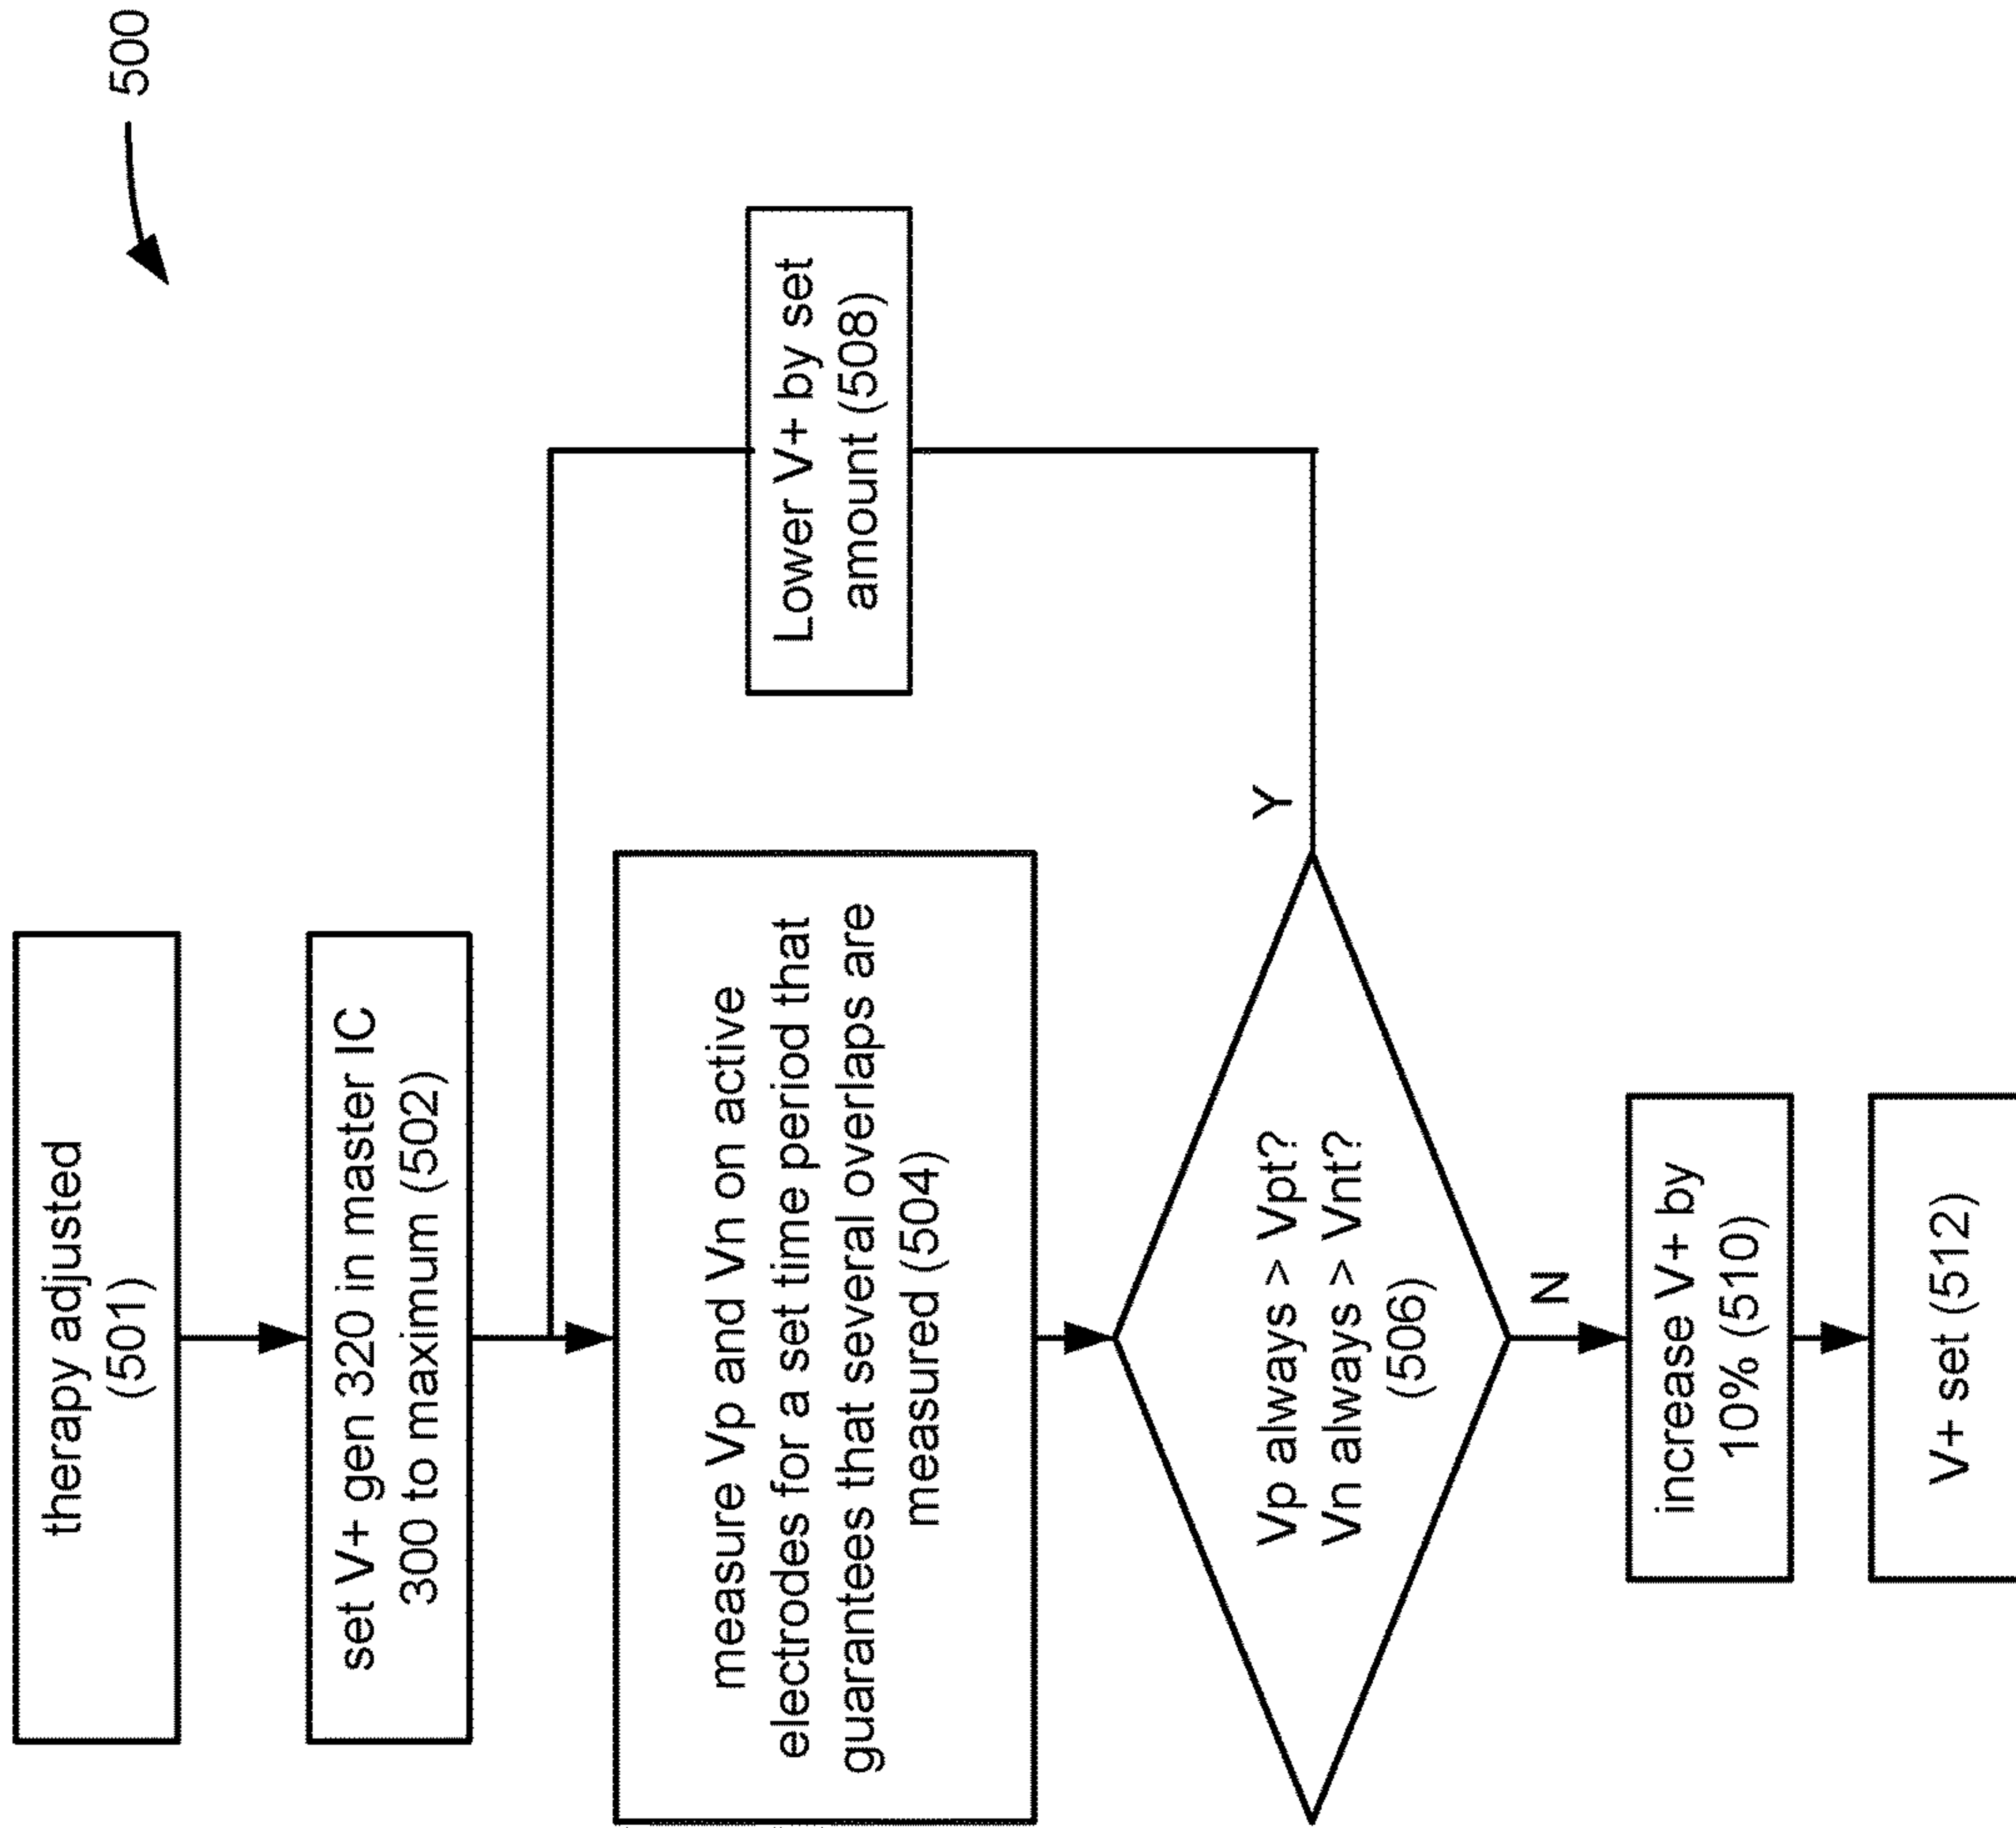 500
therapy adjusted
(501)
set V+ gen 320 in master IC
300 to maximum (502)
measure Vp and Vn on active
electrodes for a set time period that
guarantees that several overlaps are
measured (504)
Lower V+ by set
amount (508)
Vp always > Vpt?
Vn always > Vnt?
(506)
Y
N
increase V+ by
10% (510)
V+ set (512)